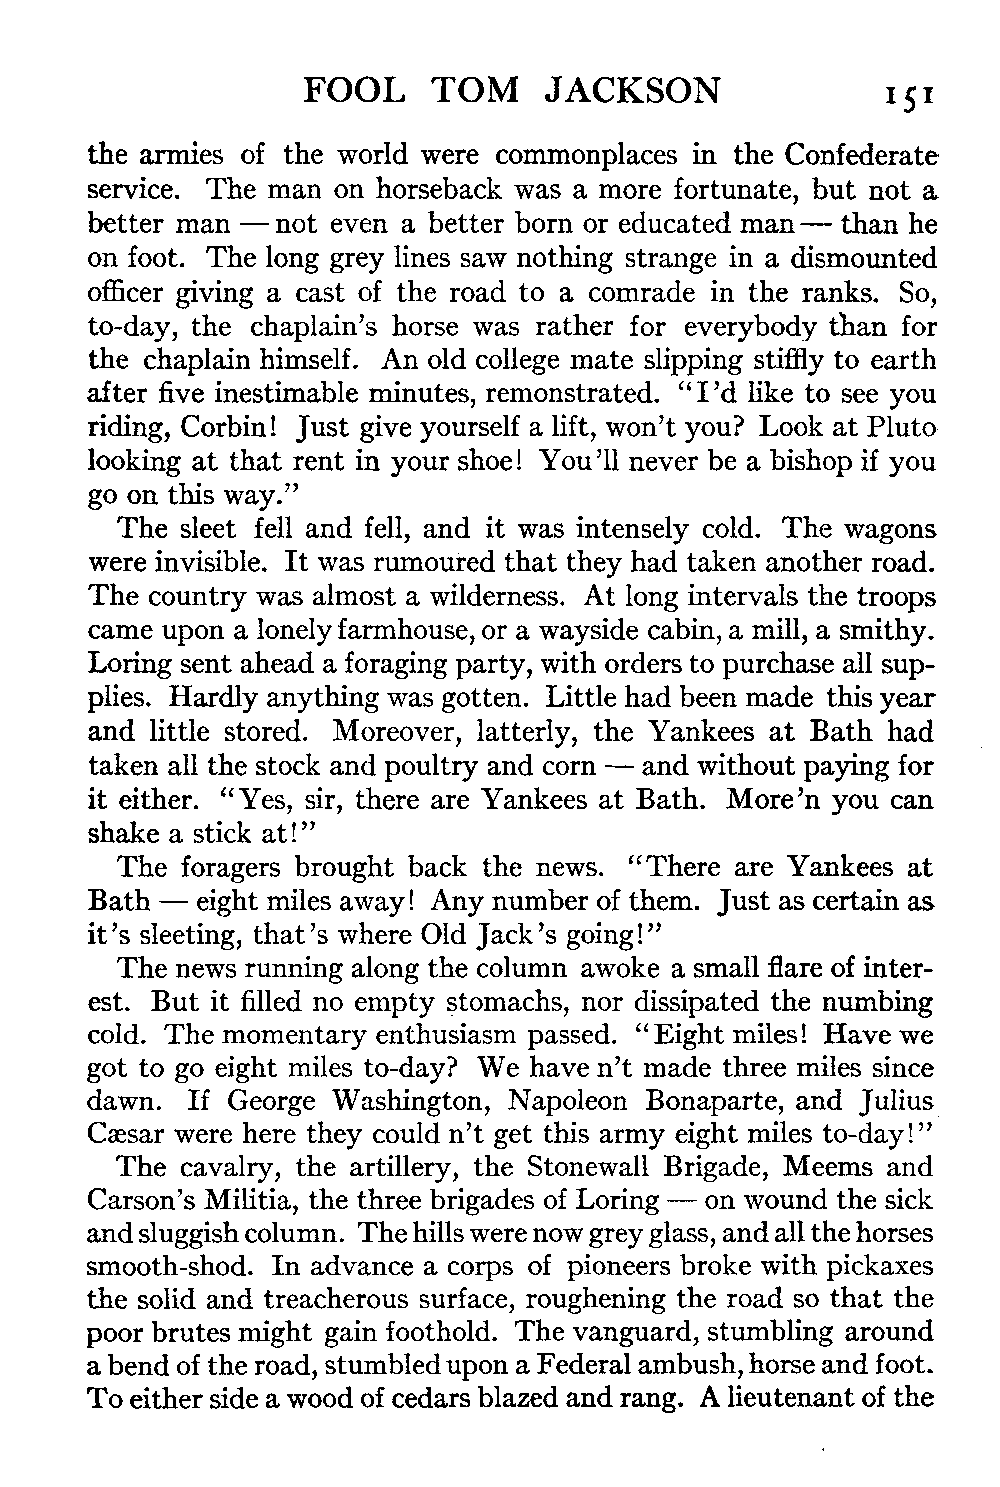 FOOL TOM JACKSON 151
the armies of the world were commonplaces in the Confederate
service. The man on horseback was a more fortunate, but not a
better man — not even a better born or educated man — than he
on foot. The long grey lines saw nothing strange in a dismounted
officer giving a cast of the road to a comrade in the ranks. So,
to-day, the chaplain's horse was rather for everybody than for
the chaplain himself. An old college mate slipping stiffly to earth
after five inestimable minutes, remonstrated. "I'd like to see you
riding, Corbin! Just give yourself a lift, won't you? Look at Pluto
looking at that rent in your shoe! You'll never be a bishop if you
go on this way."
The sleet fell and fell, and it was intensely cold. The wagons
were invisible. It was rumoured that they had taken another road.
The country was almost a wilderness. At long intervals the troops
came upon a lonely farmhouse, or a wayside cabin, a mill, a smithy.
Loring sent ahead a foraging party, with orders to purchase all sup-
plies. Hardly anything was gotten. Little had been made this year
and little stored. Moreover, latterly, the Yankees at Bath had
taken all the stock and poultry and corn — and without paying for
it either. "Yes, sir, there are Yankees at Bath. More'n you can
shake a stick at!"
The foragers brought back the news. "There are Yankees at
Bath — eight miles away! Any number of them. Just as certain as
it's sleeting, that's where Old Jack's going!"
The news running along the column awoke a small flare of inter-
est. But it filled no empty stomachs, nor dissipated the numbing
cold. The momentary enthusiasm passed. "Eight miles! Have we
got to go eight miles to-day? We have n't made three miles since
dawn. If George Washington, Napoleon Bonaparte, and Julius
Cæsar were here they could n't get this army eight miles to-day!"
The cavalry, the artillery, the Stonewall Brigade, Meems and
Carson's Militia, the three brigades of Loring — on wound the sick
and sluggish column. The hills were now grey glass, and all the horses
smooth-shod. In advance a corps of pioneers broke with pickaxes
the solid and treacherous surface, roughening the road so that the
poor brutes might gain foothold. The vanguard, stumbling around
a bend of the road, stumbled upon a Federal ambush, horse and foot.
To either side a wood of cedars blazed and rang. A lieutenant of the